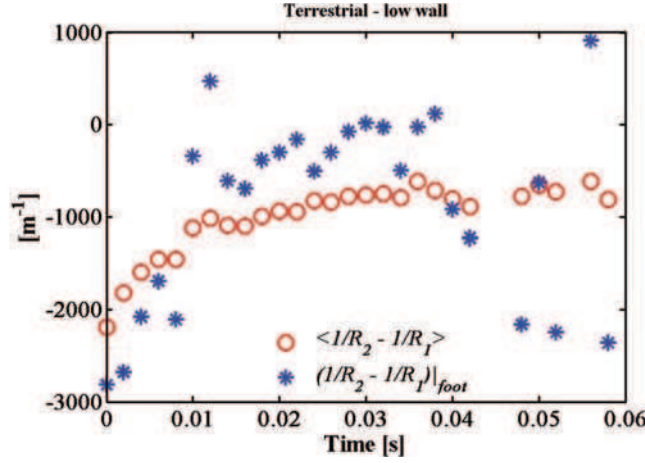 Terrestrial - low wall
1000
0
-1000
-2000
-3000
[m⁻¹]
<1/R₂ - 1/R₁>
(1/R₂ - 1/R₁)|foot
0 0.01 0.02 0.03 0.04 0.05 0.06
Time [s]